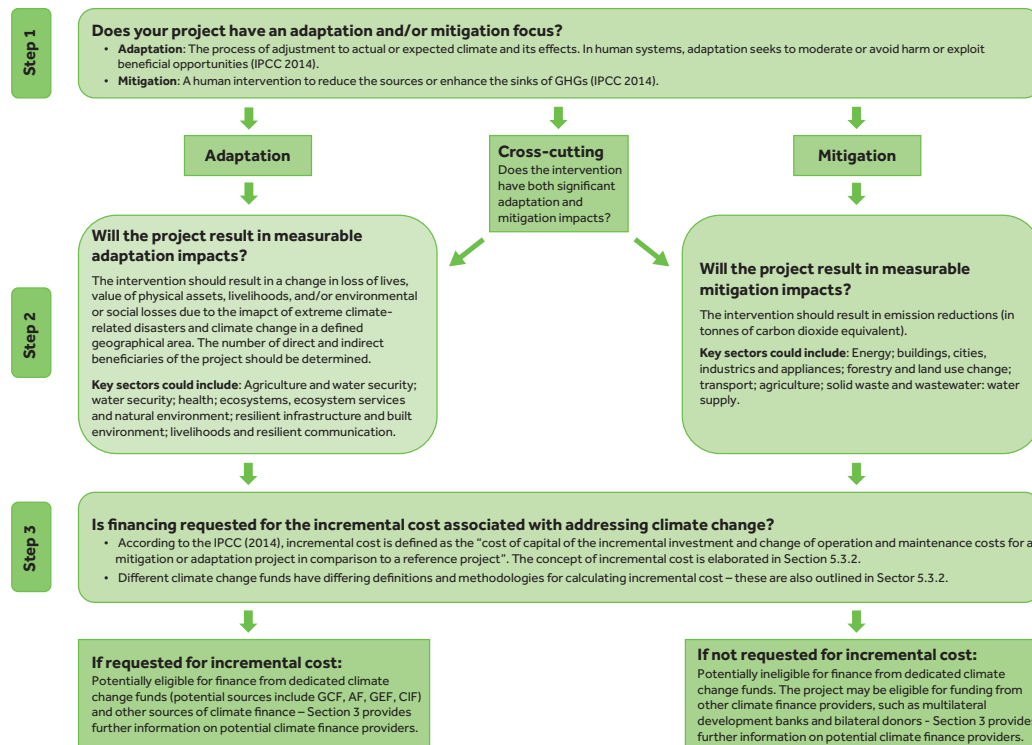 Step 1
Does your project have an adaptation and/or mitigation focus?
• Adaptation: The process of adjustment to actual or expected climate and its effects. In human systems, adaptation seeks to moderate or avoid harm or exploit
beneficial opportunities (IPCC 2014).
• Mitigation: A human intervention to reduce the sources or enhance the sinks of GHGs (IPCC 2014).
Adaptation
Cross-cutting
Does the intervention
have both significant
adaptation and
mitigation impacts?
Mitigation
Step 2
Will the project result in measurable
adaptation impacts?
The intervention should result in a change in loss of lives,
value of physical assets, livelihoods, and/or environmental
or social losses due to the imapct of extreme climate-
related disasters and climate change in a defined
geographical area. The number of direct and indirect
beneficiaries of the project should be determined.
Key sectors could include: Agriculture and water security;
water security; health; ecosystems, ecosystem services
and natural environment; resilient infrastructure and built
environment; livelihoods and resilient communication.
Will the project result in measurable
mitigation impacts?
The intervention should result in emission reductions (in
tonnes of carbon dioxide equivalent).
Key sectors could include: Energy; buildings, cities,
industrics and appliances; forestry and land use change;
transport; agriculture; solid waste and wastewater: water
supply.
Step 3
Is financing requested for the incremental cost associated with addressing climate change?
• According to the IPCC (2014), incremental cost is defined as the “cost of capital of the incremental investment and change of operation and maintenance costs for a
mitigation or adaptation project in comparison to a reference project”. The concept of incremental cost is elaborated in Section 5.3.2.
• Different climate change funds have differing definitions and methodologies for calculating incremental cost – these are also outlined in Sector 5.3.2.
If requested for incremental cost:
Potentially eligible for finance from dedicated climate
change funds (potential sources include GCF, AF, GEF, CIF)
and other sources of climate finance – Section 3 provides
further information on potential climate finance providers.
If not requested for incremental cost:
Potentially ineligible for finance from dedicated climate
change funds. The project may be eligible for funding from
other climate finance providers, such as multilateral
development banks and bilateral donors - Section 3 provides
further information on potential climate finance providers.